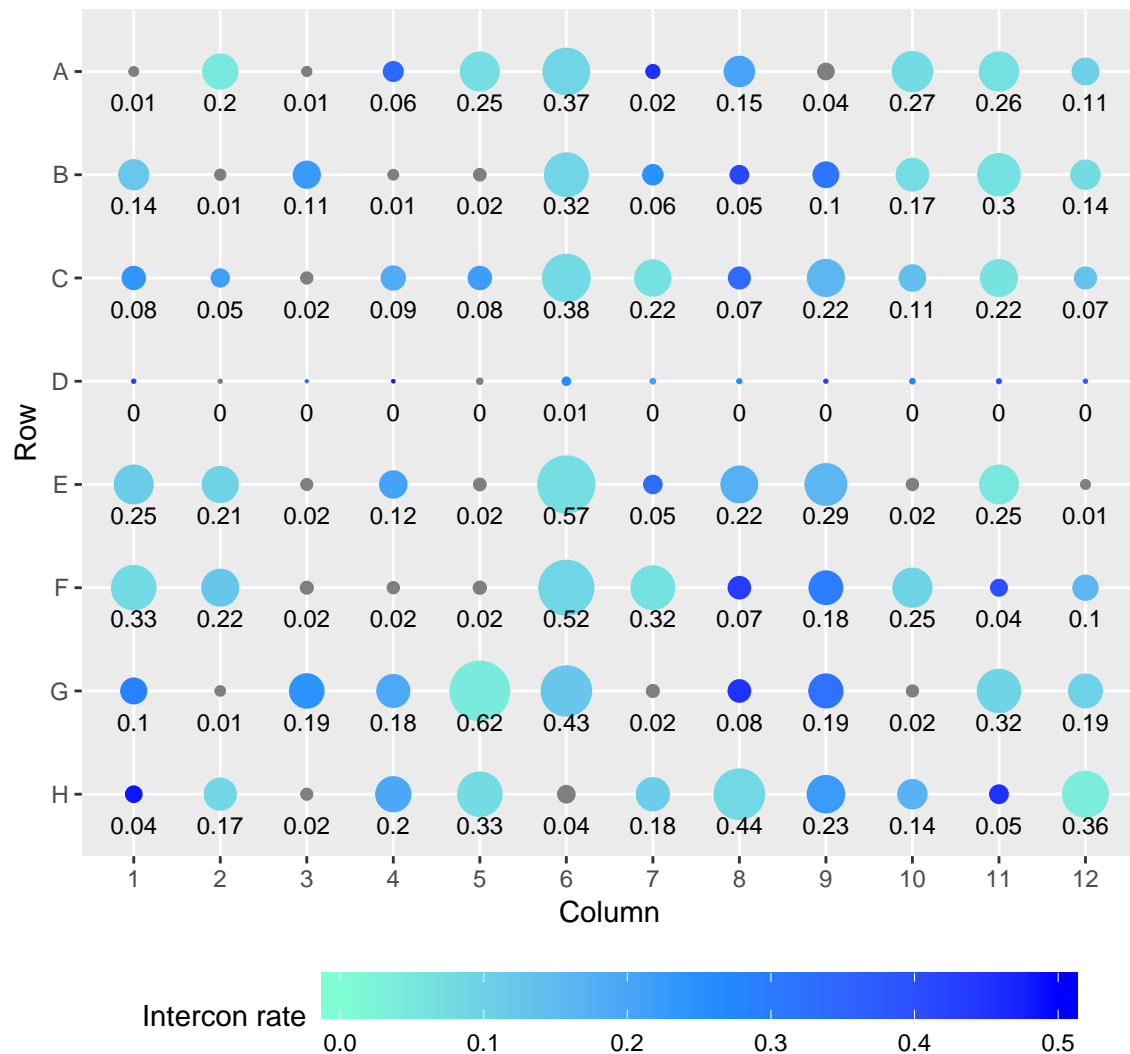 A
0.01 0.2 0.01 0.06 0.25 0.37 0.02 0.15 0.04 0.27 0.26 0.11
B
0.14 0.01 0.11 0.01 0.02 0.32 0.06 0.05 0.1 0.17 0.3 0.14
C
0.08 0.05 0.02 0.09 0.08 0.38 0.22 0.07 0.22 0.11 0.22 0.07
D
0 0 0 0 0 0.01 0 0 0 0 0 0
Row
E
0.25 0.21 0.02 0.12 0.02 0.57 0.05 0.22 0.29 0.02 0.25 0.01
F
0.33 0.22 0.02 0.02 0.02 0.52 0.32 0.07 0.18 0.25 0.04 0.1
G
0.1 0.01 0.19 0.18 0.62 0.43 0.02 0.08 0.19 0.02 0.32 0.19
H
0.04 0.17 0.02 0.2 0.33 0.04 0.18 0.44 0.23 0.14 0.05 0.36
1 2 3 4 5 6 7 8 9 10 11 12
Column
Intercon rate
0.0 0.1 0.2 0.3 0.4 0.5